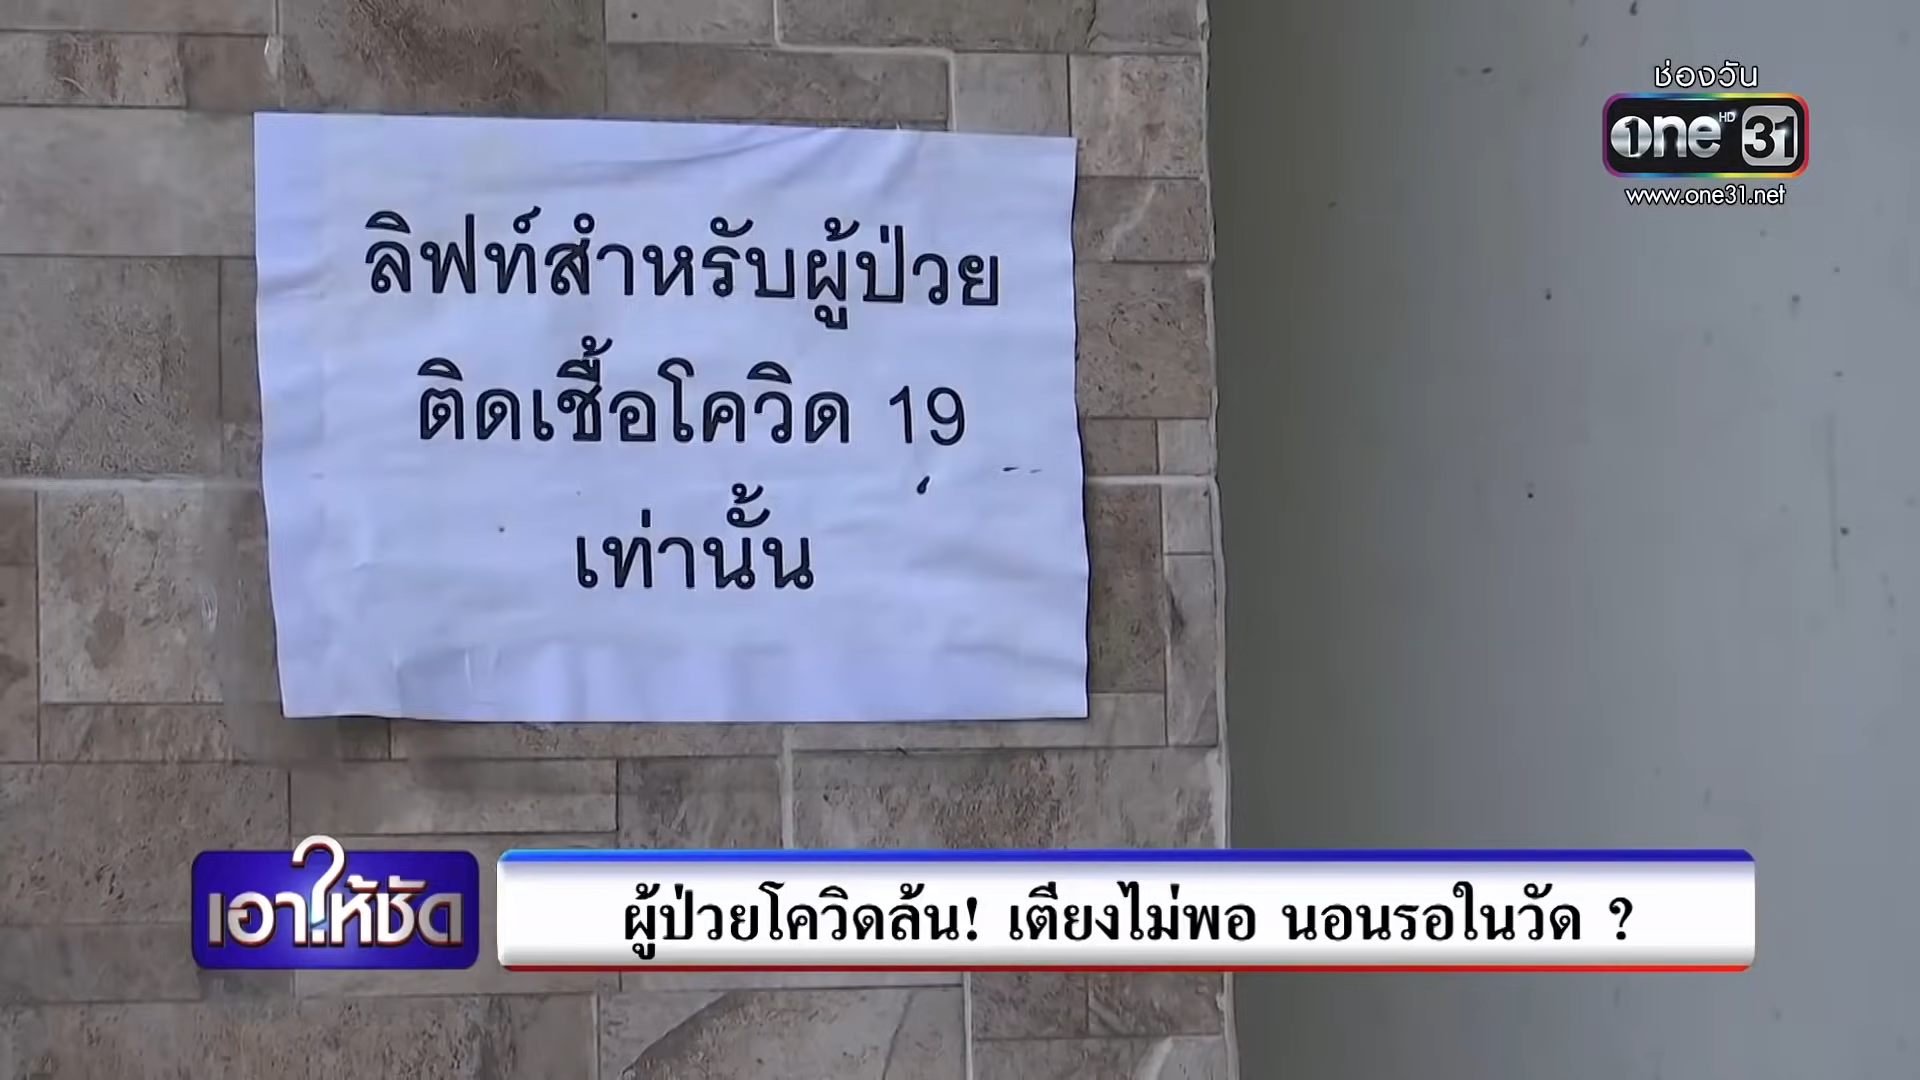 ช่องวัน
one HD 31
www.one31.net
ลิฟท์สำหรับผู้ป่วย
ติดเชื้อโควิด 19
เท่านั้น
เอาให้ชัด?
ผู้ป่วยโควิดล้น! เตียงไม่พอ นอนรอในวัด ?